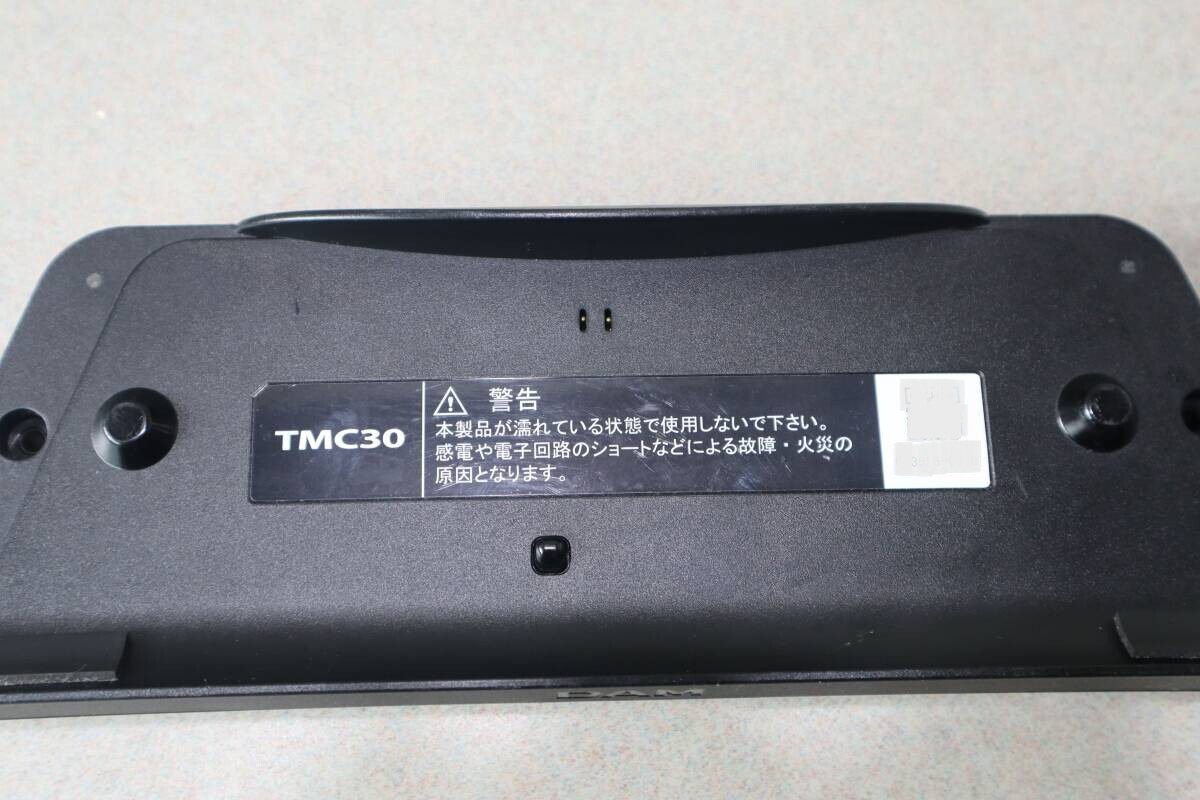 TMC30
警告
本製品が濡れている状態で使用しないで下さい。
感電や電子回路のショートなどによる故障・火災の
原因となります。
DAM